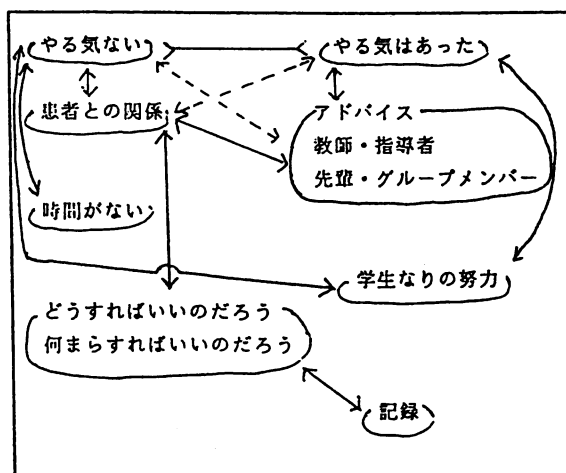 やる気ない
やる気はあった
患者との関係
アドバイス
教師・指導者
先輩・グループメンバー
時間がない
学生なりの努力
どうすればいいのだろう
何まらすればいいのだろう
記録